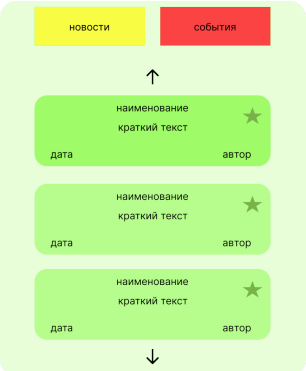 новости
события
наименование
краткий текст
дата автор
наименование
краткий текст
дата автор
наименование
краткий текст
дата автор